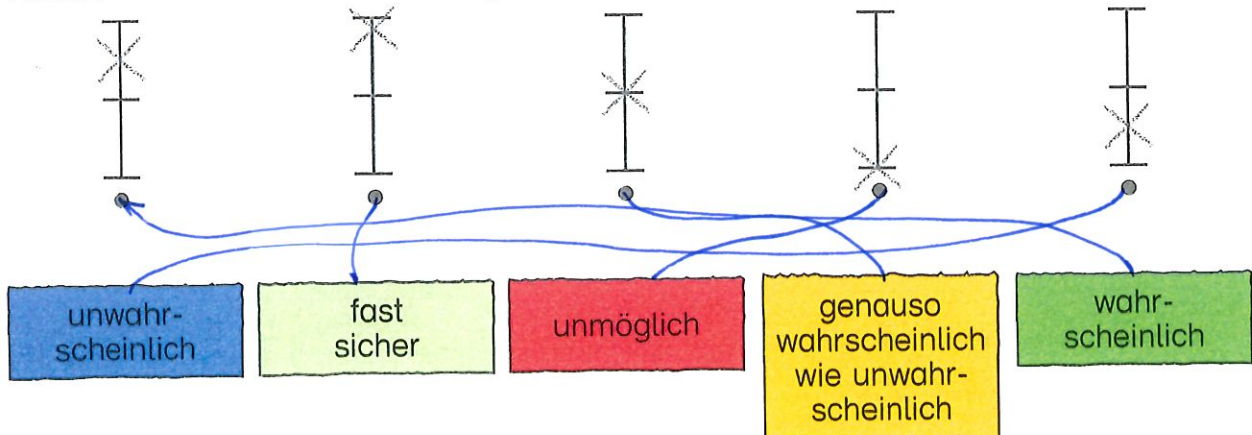 unwahr-
scheinlich
fast
sicher
unmöglich
genauso
wahrscheinlich
wie unwahr-
scheinlich
wahr-
scheinlich